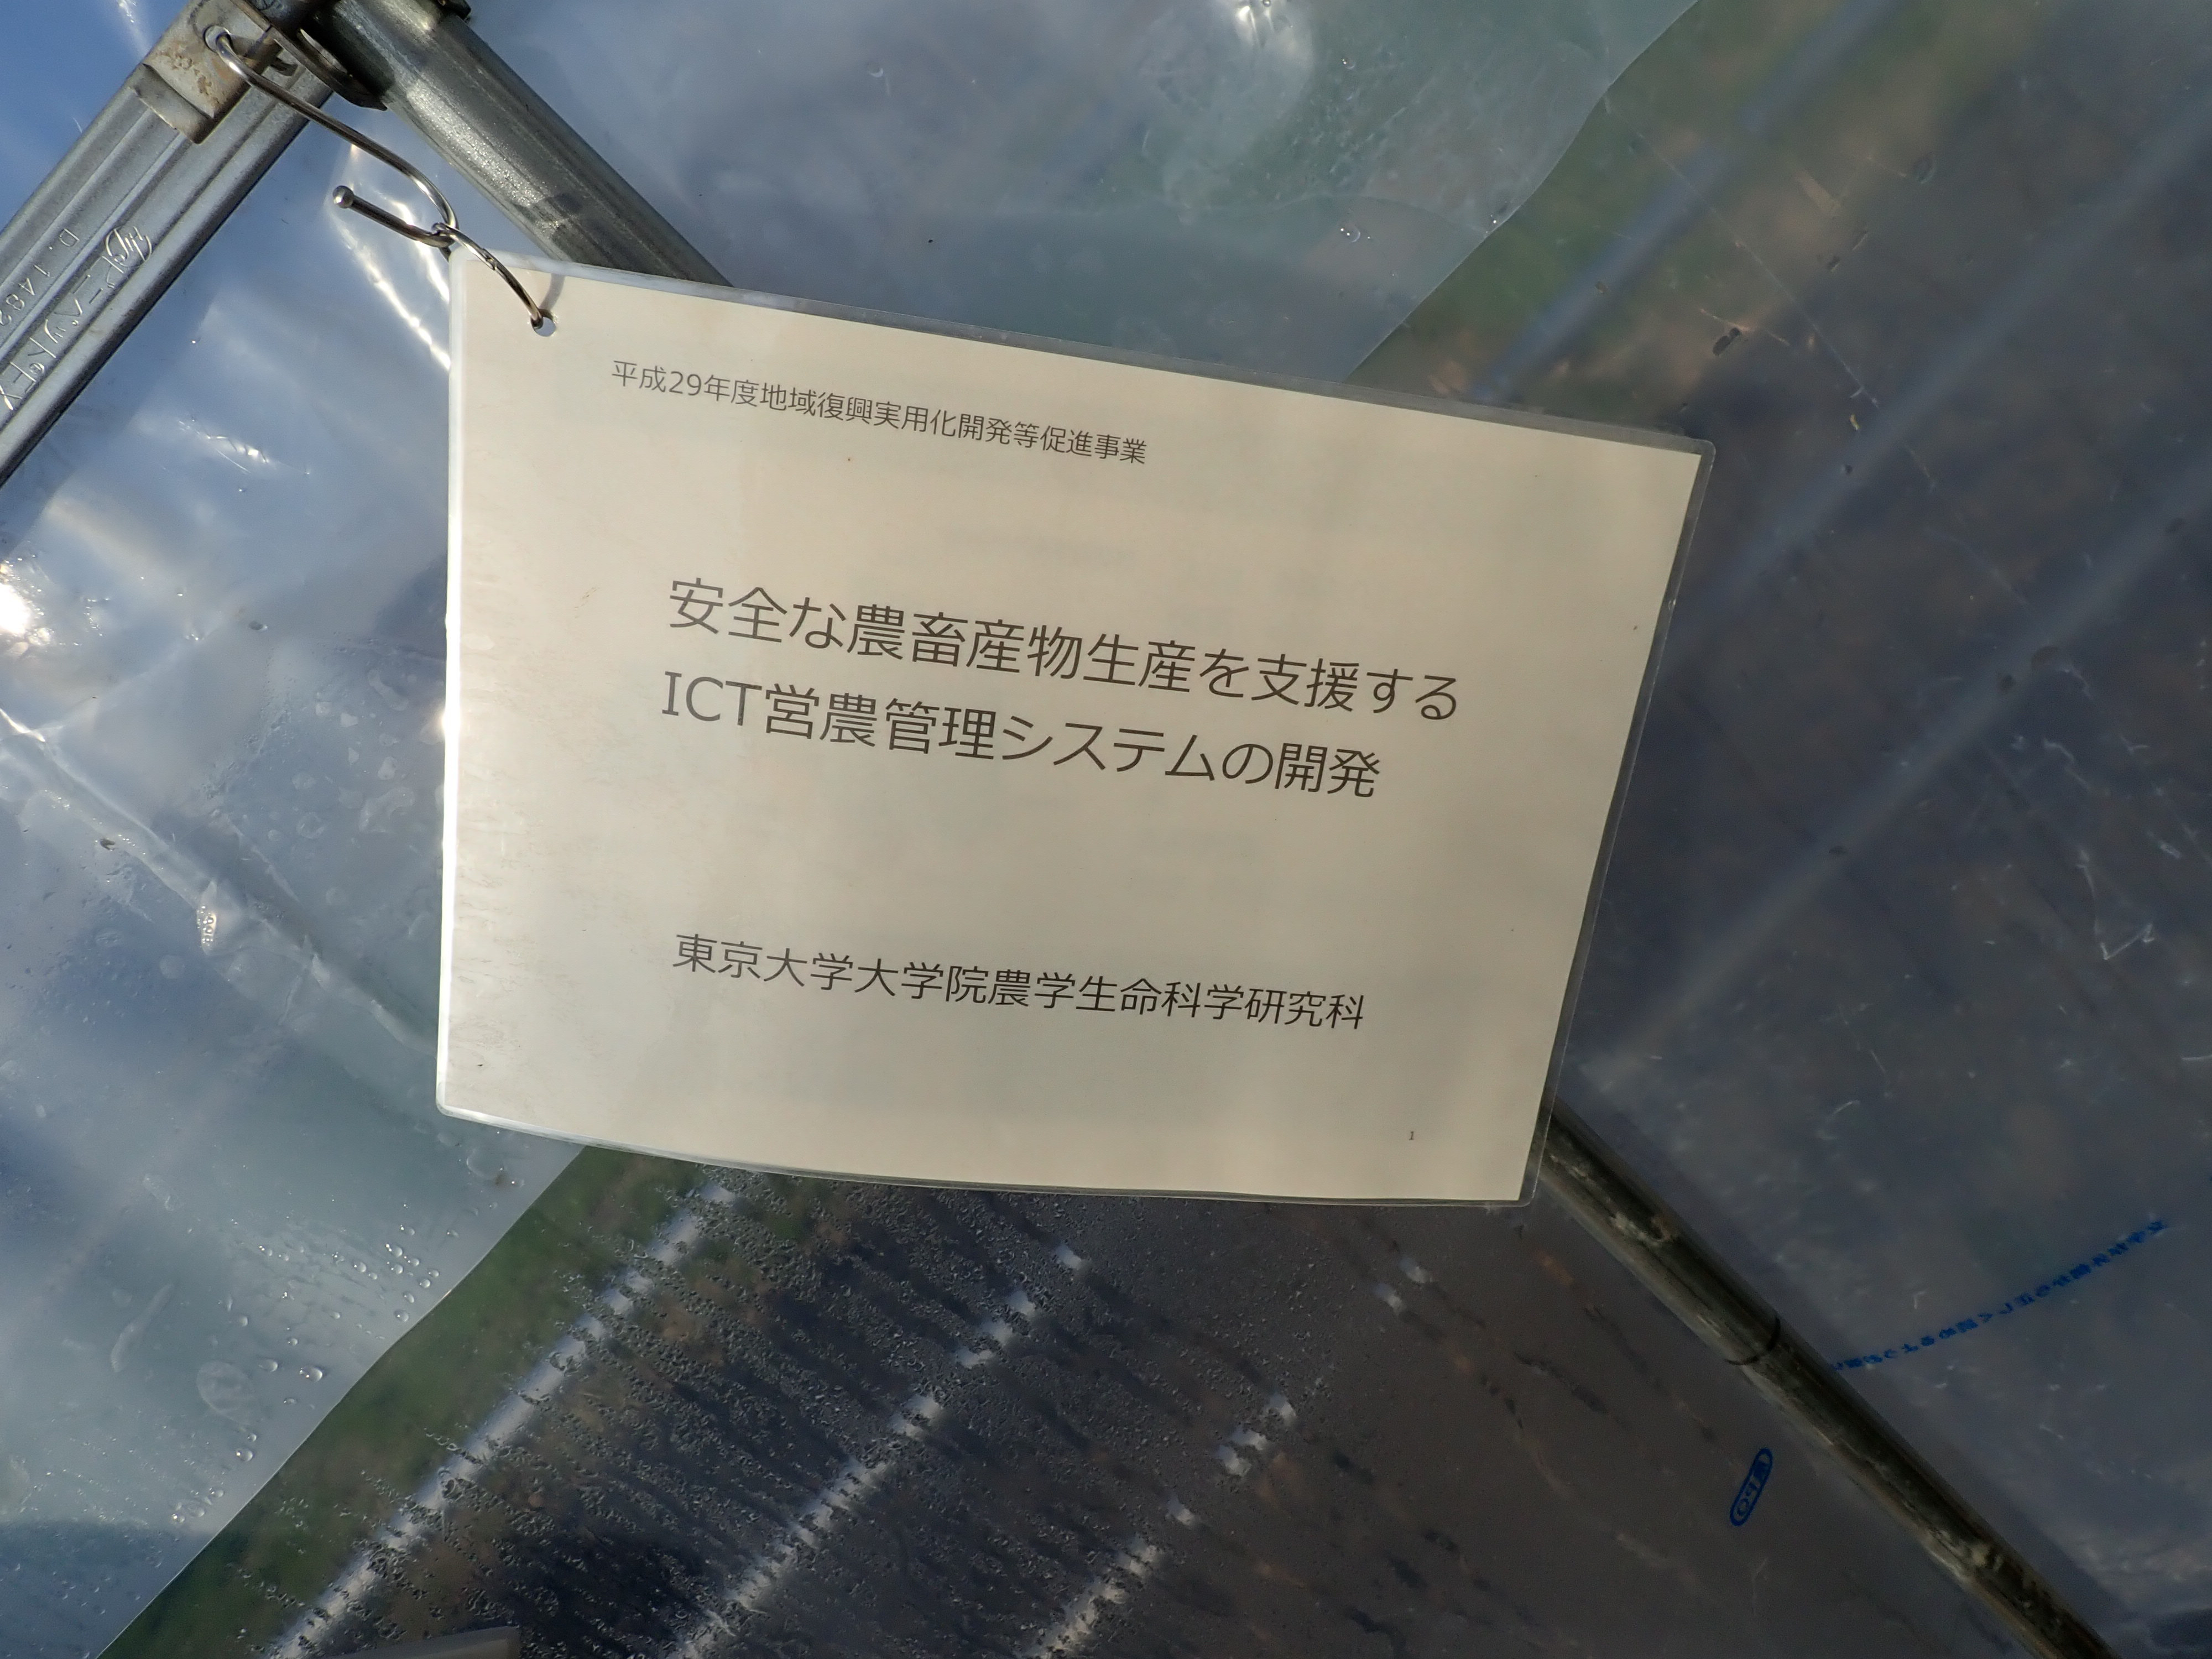 平成29年度地域復興実用化開発等促進事業
安全な農畜産物生産を支援する
ICT営農管理システムの開発
東京大学大学院農学生命科学研究科
1